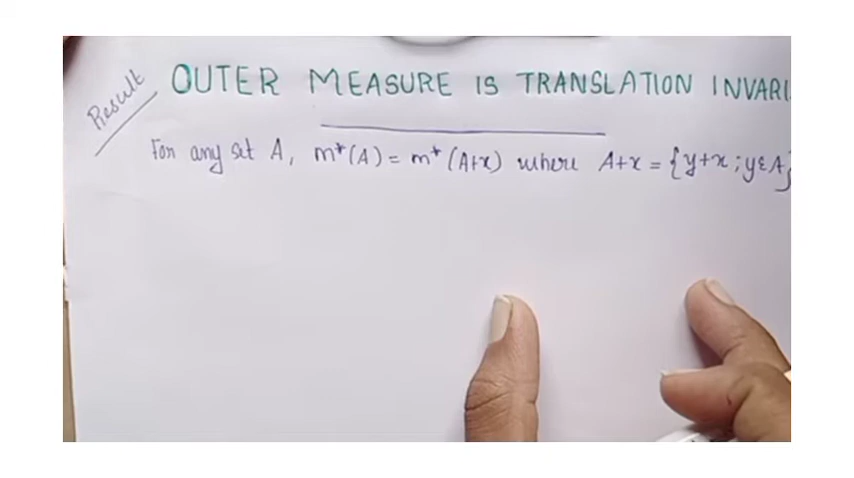 Result
OUTER MEASURE IS TRANSLATION INVARI
For any set A, m*(A) = m*(A+x) where A+x = {y+x ; y ε A}